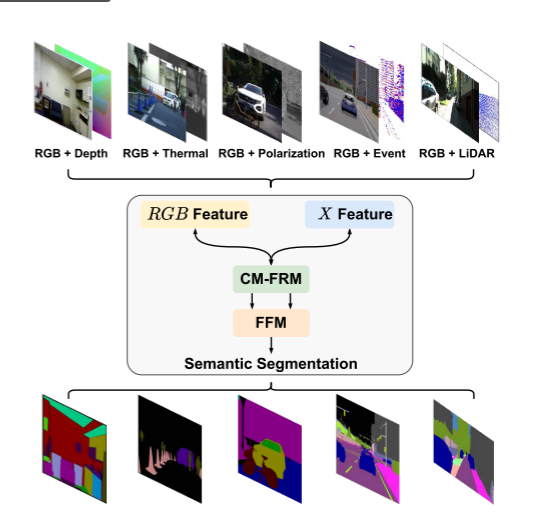 RGB + Depth RGB + Thermal RGB + Polarization RGB + Event RGB + LiDAR
RGB Feature X Feature
CM-FRM
FFM
Semantic Segmentation